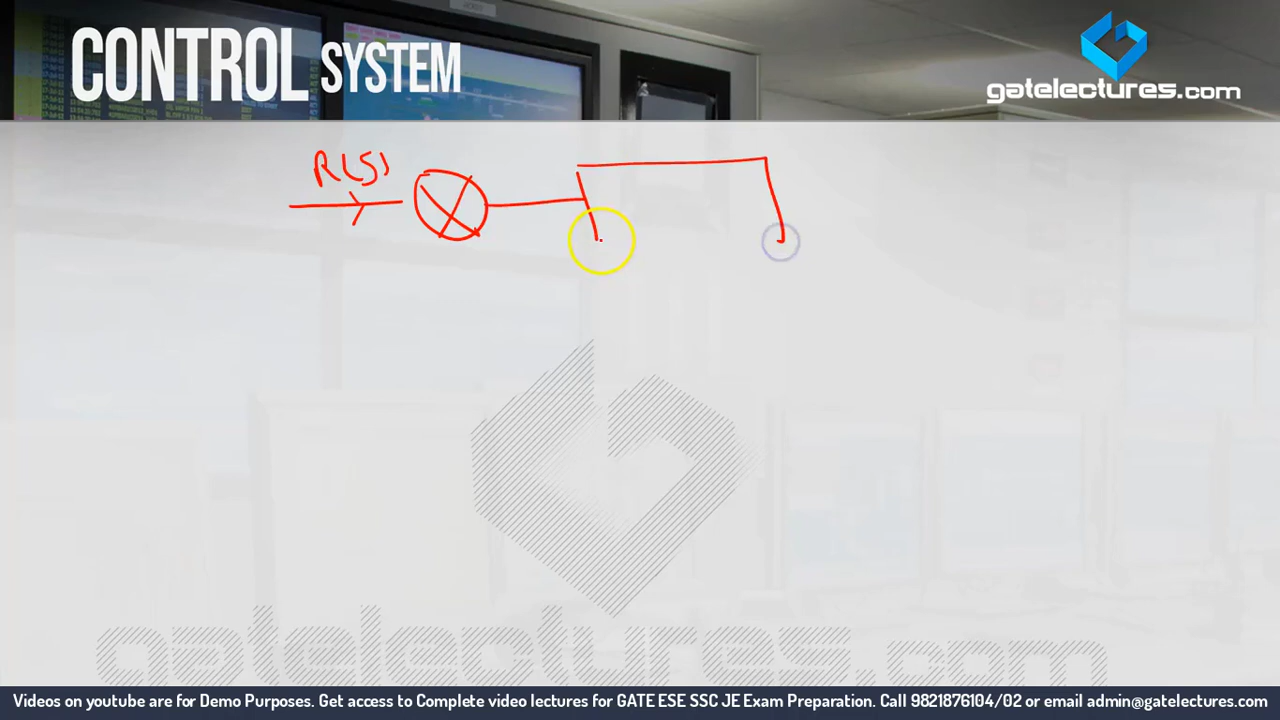 CONTROL SYSTEM
gatelectures.com
R(S)
gatelectures.com
Videos on youtube are for Demo Purposes. Get access to Complete video lectures for GATE ESE SSC JE Exam Preparation. Call 9821876104/02 or email admin@gatelectures.com